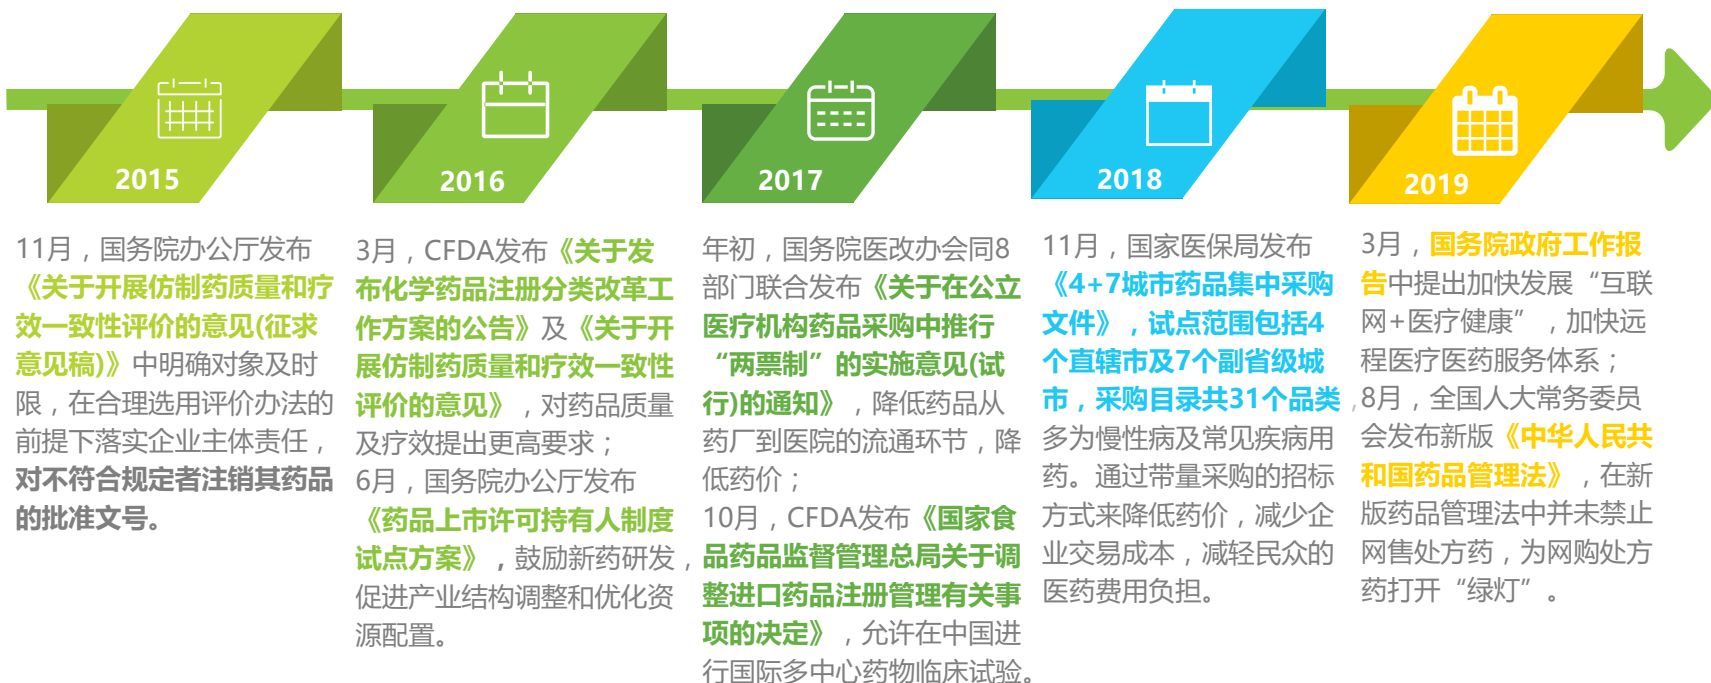 2015
11月，国务院办公厅发布
《关于开展仿制药质量和疗
效一致性评价的意见(征求
意见稿)》中明确对象及时
限，在合理选用评价办法的
前提下落实企业主体责任，
对不符合规定者注销其药品
的批准文号。
2016
3月，CFDA发布《关于发
布化学药品注册分类改革工
作方案的公告》及《关于开
展仿制药质量和疗效一致性
评价的意见》，对药品质量
及疗效提出更高要求；
6月，国务院办公厅发布
《药品上市许可持有人制度
试点方案》，鼓励新药研发，
促进产业结构调整和优化资
源配置。
2017
年初，国务院医改办会同8
部门联合发布《关于在公立
医疗机构药品采购中推行
“两票制”的实施意见(试
行)的通知》，降低药品从
药厂到医院的流通环节，降
低药价；
10月，CFDA发布《国家食
品药品监督管理总局关于调
整进口药品注册管理有关事
项的决定》，允许在中国进
行国际多中心药物临床试验。
2018
11月，国家医保局发布
《4+7城市药品集中采购
文件》，试点范围包括4
个直辖市及7个副省级城
市，采购目录共31个品类，
多为慢性病及常见疾病用
药。通过带量采购的招标
方式来降低药价，减少企
业交易成本，减轻民众的
医药费用负担。
2019
3月，国务院政府工作报
告中提出加快发展“互联
网+医疗健康”，加快远
程医疗医药服务体系；
8月，全国人大常务委员
会发布新版《中华人民共
和国药品管理法》，在新
版药品管理法中并未禁止
网售处方药，为网购处方
药打开“绿灯”。